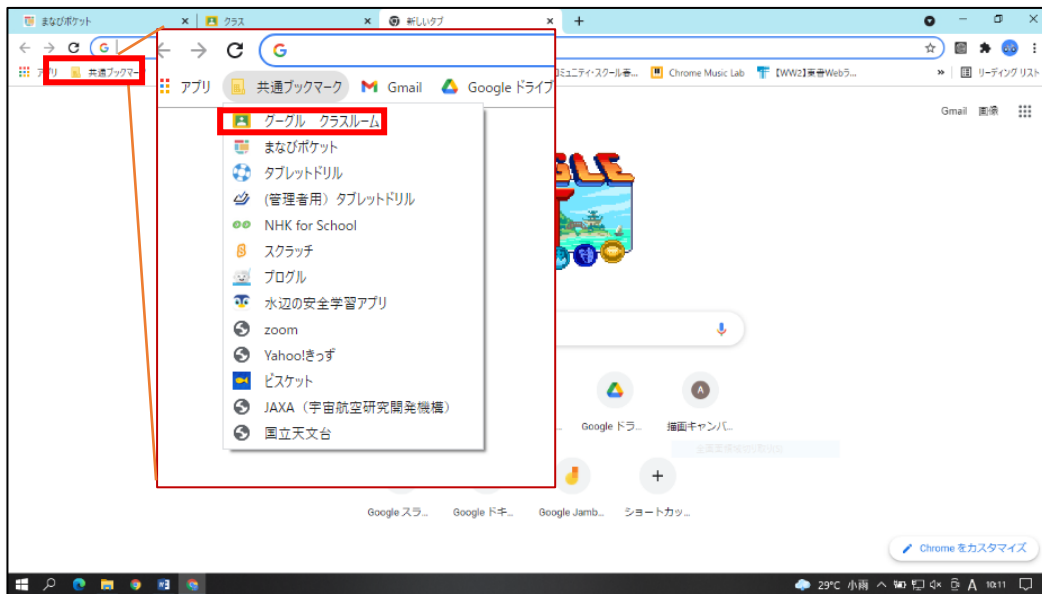 まなびポケット
クラス
新しいタブ
アプリ 共通ブックマーク
コミュニティ・スクール春... Chrome Music Lab 【WW2】東書Webラ... » リーディングリスト
アプリ 共通ブックマーク Gmail Googleドライブ
グーグル クラスルーム
まなびポケット
タブレットドリル
(管理者用）タブレットドリル
NHK for School
スクラッチ
プログル
水辺の安全学習アプリ
zoom
Yahoo!きっず
ビスケット
JAXA（宇宙航空研究開発機構）
国立天文台
Gmail 画像
Google ドラ... 描画キャンバ...
Google スラ... Google ドキ... Google Jamb... ショートカッ...
Chrome をカスタマイズ
29°C 小雨 A 10:11